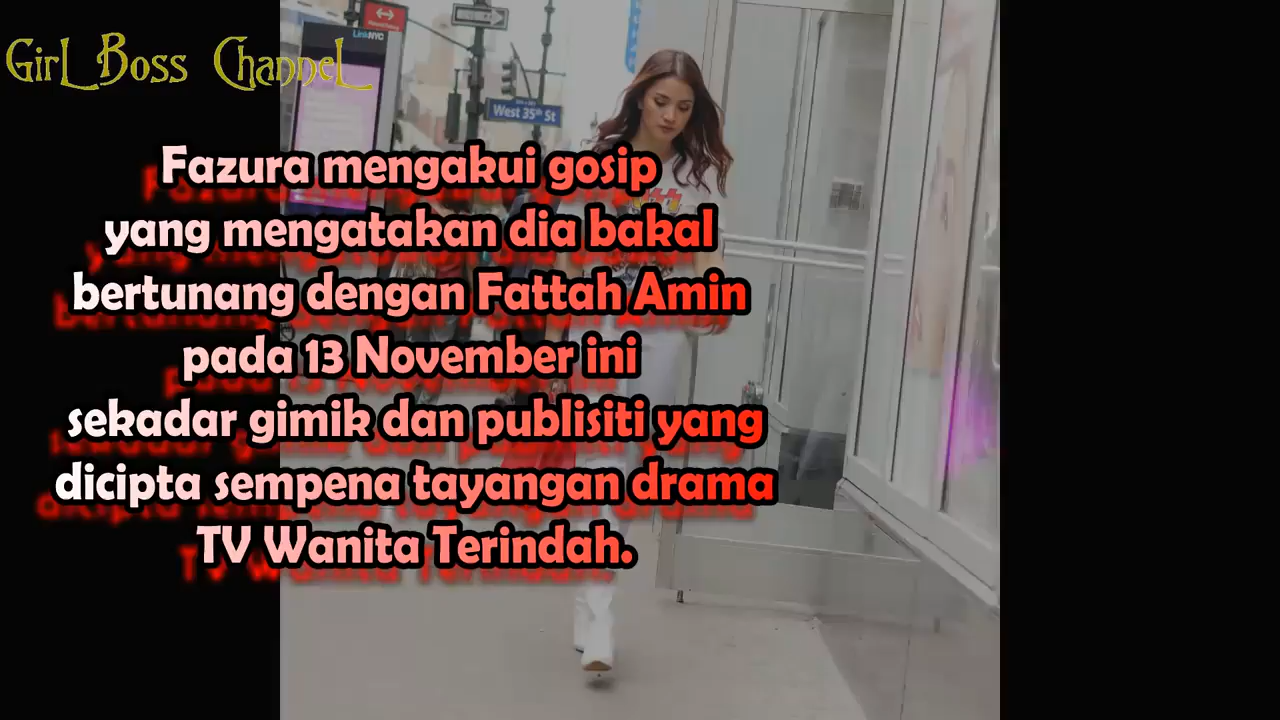 GirL Boss ChanneL
LinkNYC
West 35th St
Fazura mengakui gosip
yang mengatakan dia bakal
bertunang dengan Fattah Amin
pada 13 November ini
sekadar gimik dan publisiti yang
dicipta sempena tayangan drama
TV Wanita Terindah.